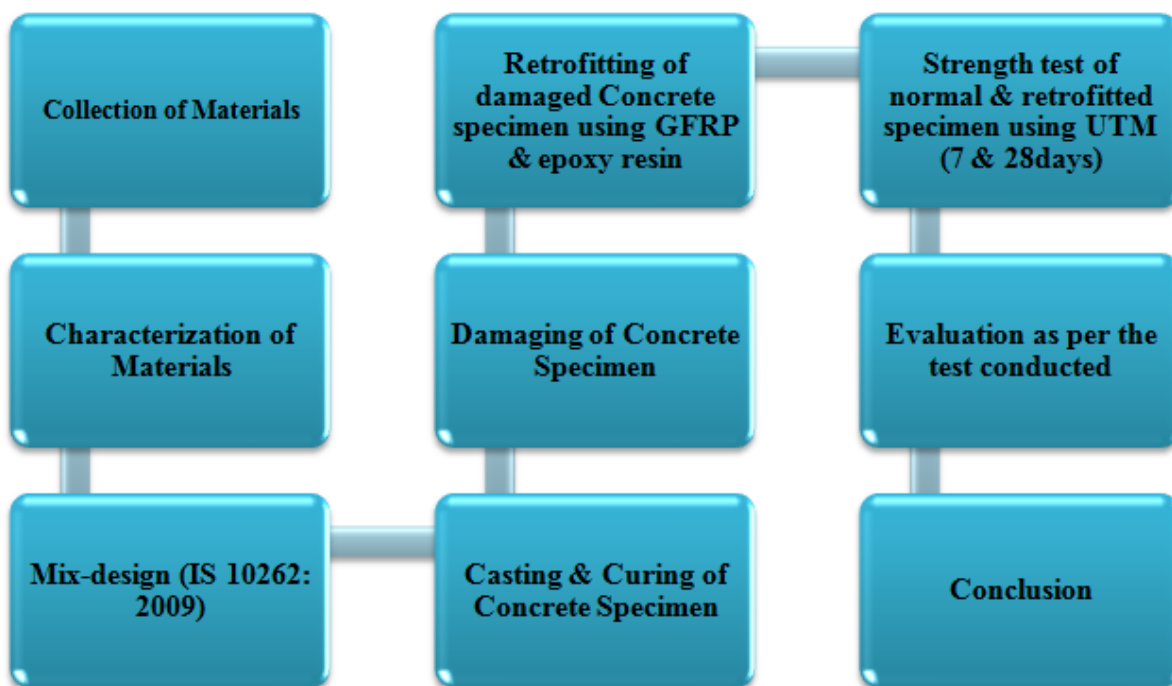 Collection of Materials
Characterization of
Materials
Mix-design (IS 10262:
2009)
Casting & Curing of
Concrete Specimen
Damaging of Concrete
Specimen
Retrofitting of
damaged Concrete
specimen using GFRP
& epoxy resin
Strength test of
normal & retrofitted
specimen using UTM
(7 & 28days)
Evaluation as per the
test conducted
Conclusion